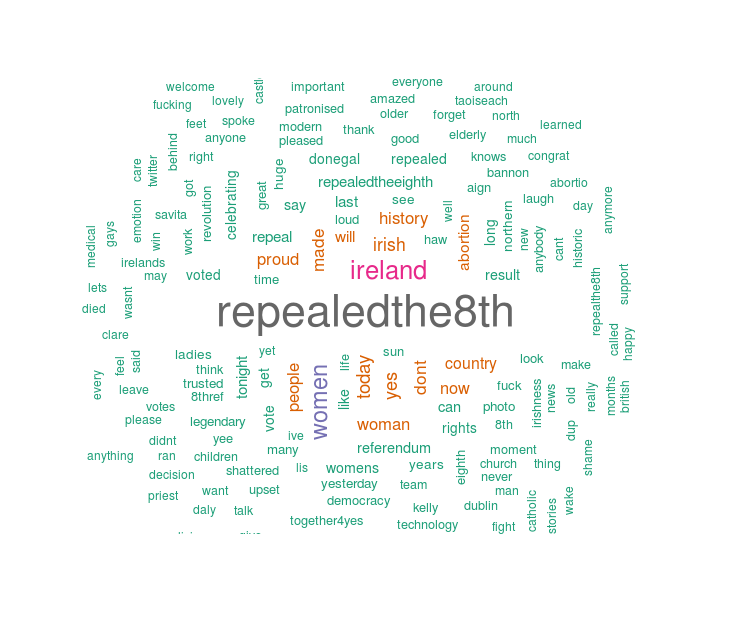 welcome
castl
important
everyone
around
fucking
lovely
patronised
amazed
taoiseach
older
forget
north
feet
spoke
modern
thank
learned
behind
anyone
pleased
good
elderly
much
care
twitter
right
donegal
repealed
knows
congrat
huge
bannon
got
celebrating
great
repealedtheeighth
aign
abortio
revolution
say
last
see
laugh
anymore
emotion
savita
loud
history
well
long
northern
day
medical
gays
win
work
repeal
made
will
irish
haw
abortion
new
anybody
cant
historic
irelands
proud
ireland
may
voted
time
result
repealthe8th
support
lets
wasnt
died
repealedthe8th
clare
called
happy
ladies
yet
life
sun
every
feel
said
think
tonight
get
people
women
today
yes
dont
country
look
make
trusted
leave
8thref
like
now
fuck
irishness
news
old
really
months
british
votes
can
photo
please
legendary
vote
woman
rights
8th
dup
didnt
yee
ive
many
referendum
moment
anything
ran
children
shattered
lis
womens
years
eighth
church
thing
shame
decision
never
want
upset
yesterday
team
man
priest
democracy
kelly
dublin
catholic
stories
wake
daly
talk
together4yes
technology
fight